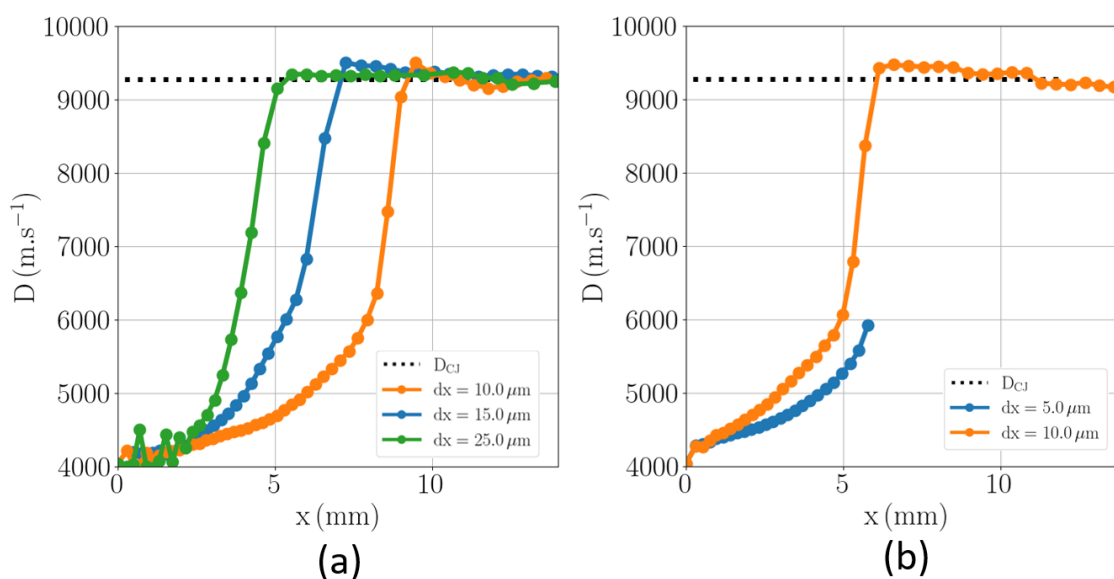 10000
9000
8000
7000
6000
5000
4000
D (m.s⁻¹)
0 5 10
x (mm)
D_CJ
dx = 10.0 μm
dx = 15.0 μm
dx = 25.0 μm
(a)
10000
9000
8000
7000
6000
5000
4000
D (m.s⁻¹)
0 5 10
x (mm)
D_CJ
dx = 5.0 μm
dx = 10.0 μm
(b)